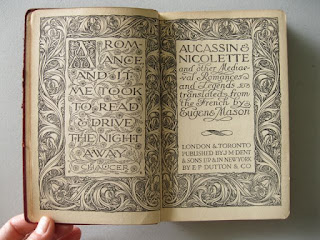 A ROM
VANCE
AND IT
ME TOOK
TO READ
& DRIVE
THE NIGHT
AWAY
CHAUCER
AUCASSIN &
NICOLETTE
and other Mediae-
val Romances
and Legends
translated from
the French by
Eugene Mason
LONDON & TORONTO
PUBLISHED BY J M DENT
& SONS LTD & IN NEW YORK
BY E P DUTTON & CO